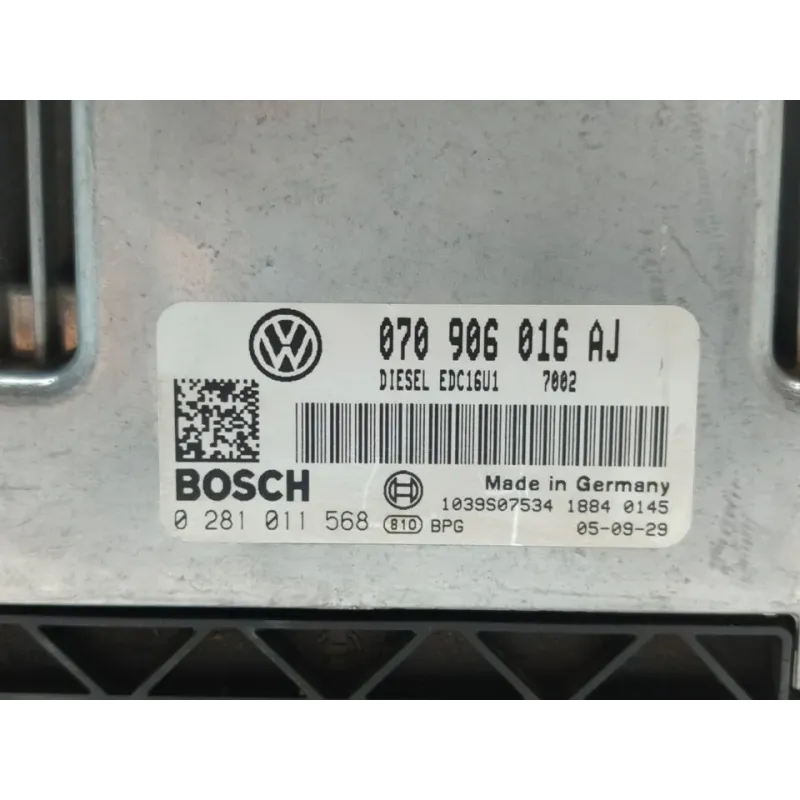 070 906 016 AJ
DIESEL EDC16U1 7002
BOSCH
Made in Germany
1039S07534 1884 0145
0 281 011 568 810 BPG 05-09-29